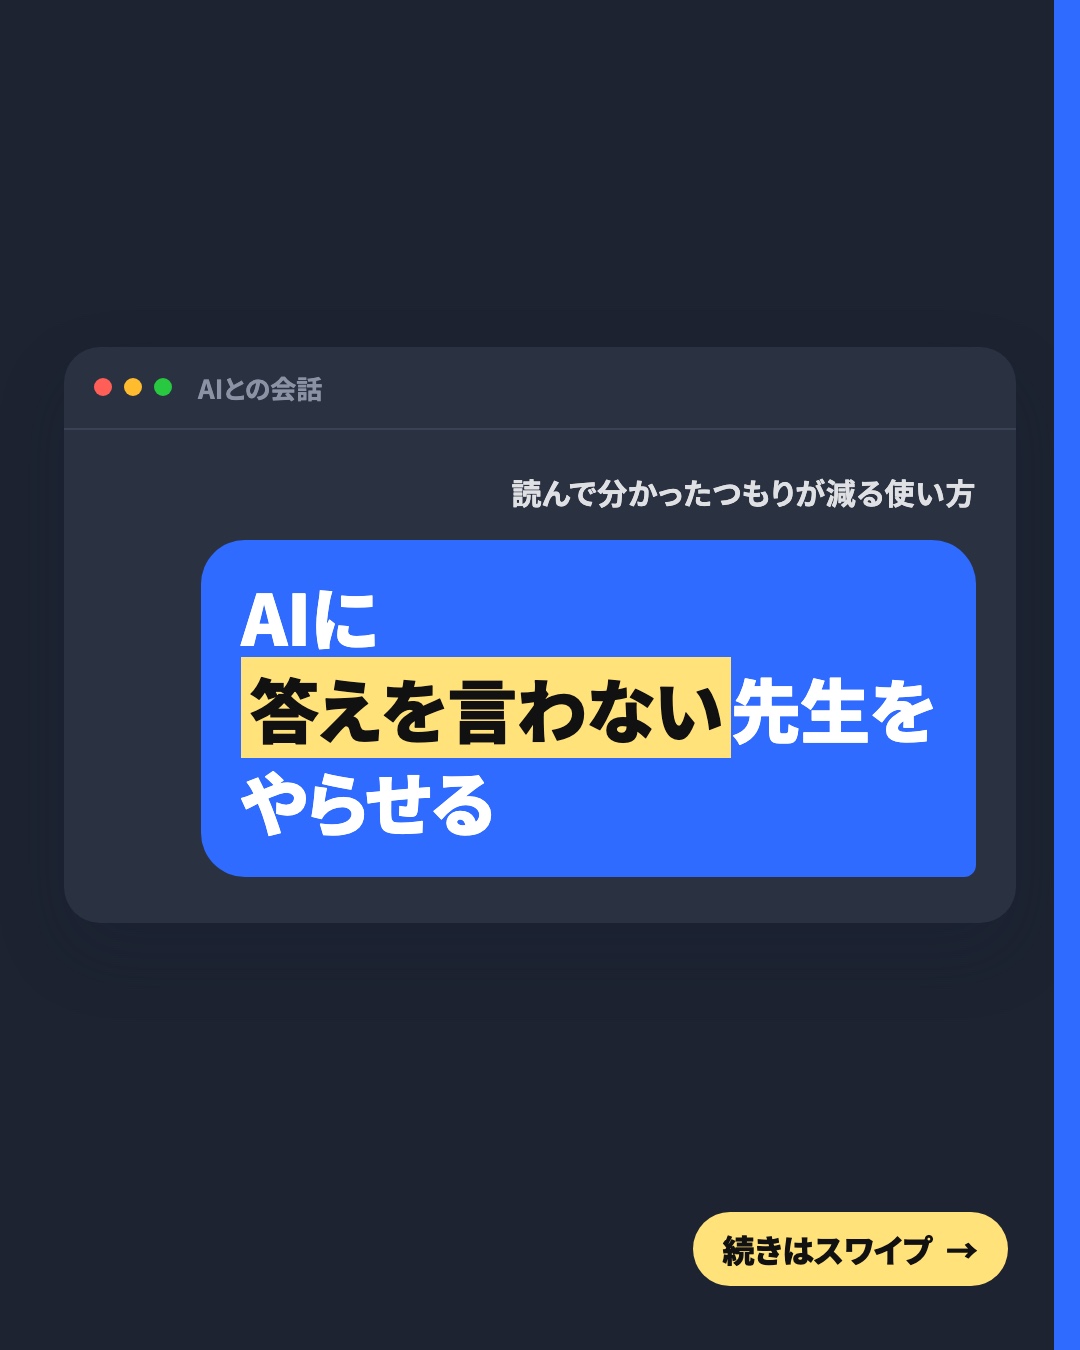 AIとの会話
読んで分かったつもりが減る使い方
AIに
答えを言わない先生を
やらせる
続きはスワイプ →